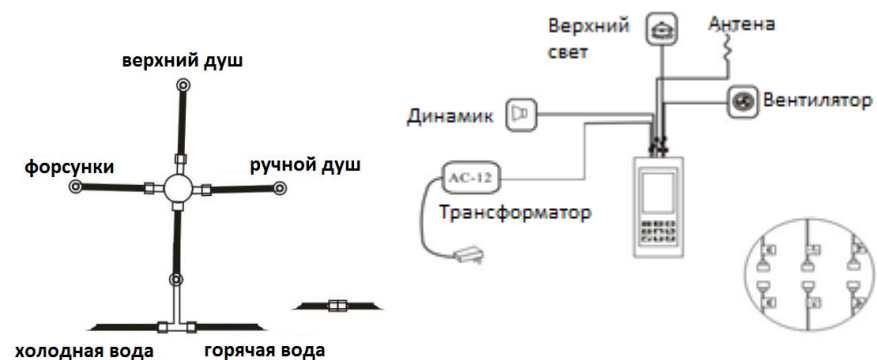 верхний душ
форсунки
ручной душ
холодная вода
горячая вода
Верхний
свет
Антена
Динамик
Вентилятор
AC-12
Трансформатор